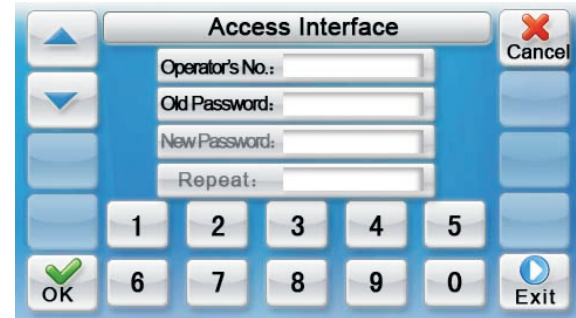 Access Interface
Cancel
Operator's No.:
Old Password:
New Password:
Repeat:
1 2 3 4 5
OK 6 7 8 9 0 Exit